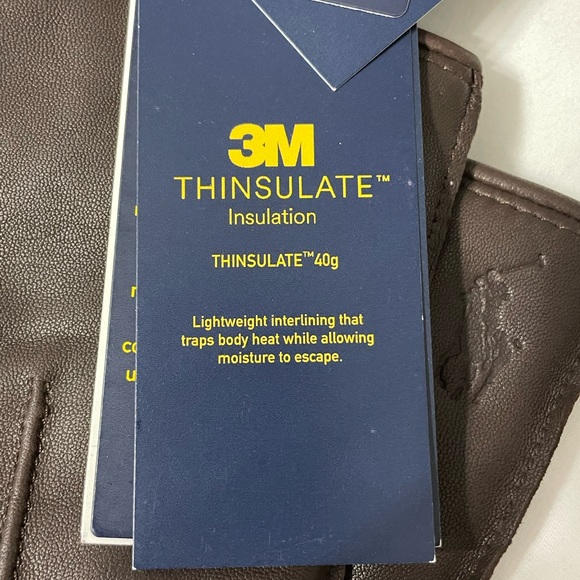 3M
THINSULATE™
Insulation
THINSULATE™40g
Lightweight interlining that
traps body heat while allowing
moisture to escape.